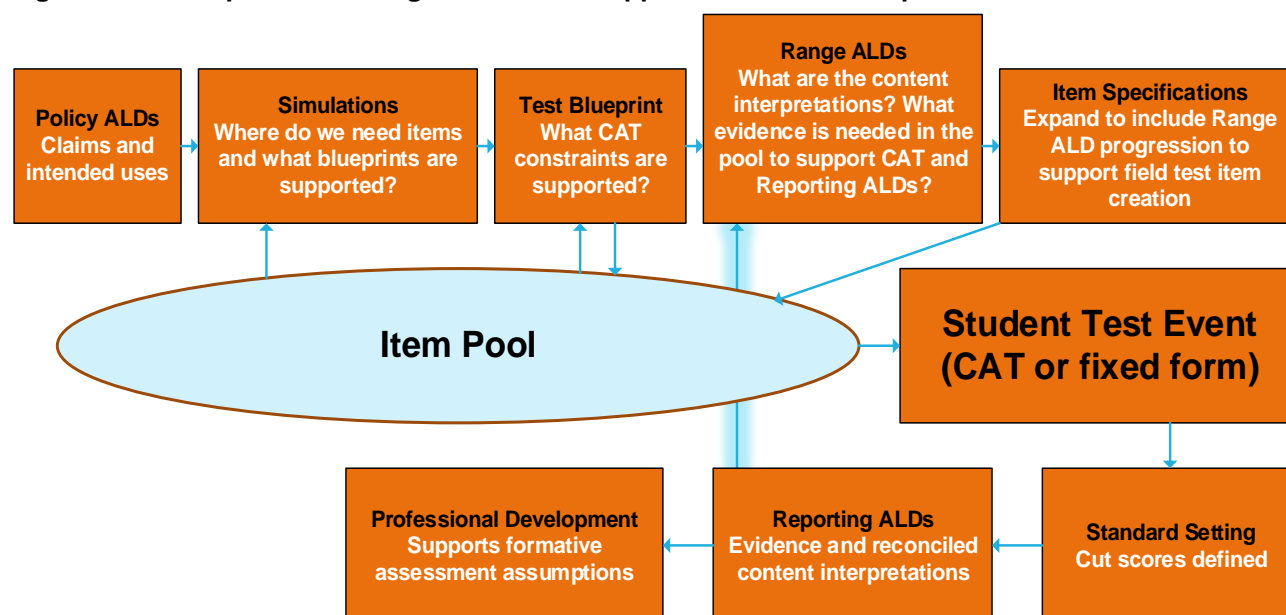 Policy ALDs
Claims and
intended uses
Simulations
Where do we need items
and what blueprints are
supported?
Test Blueprint
What CAT
constraints are
supported?
Range ALDs
What are the content
interpretations? What
evidence is needed in the
pool to support CAT and
Reporting ALDs?
Item Specifications
Expand to include Range
ALD progression to
support field test item
creation
Item Pool
Student Test Event
(CAT or fixed form)
Professional Development
Supports formative
assessment assumptions
Reporting ALDs
Evidence and reconciled
content interpretations
Standard Setting
Cut scores defined